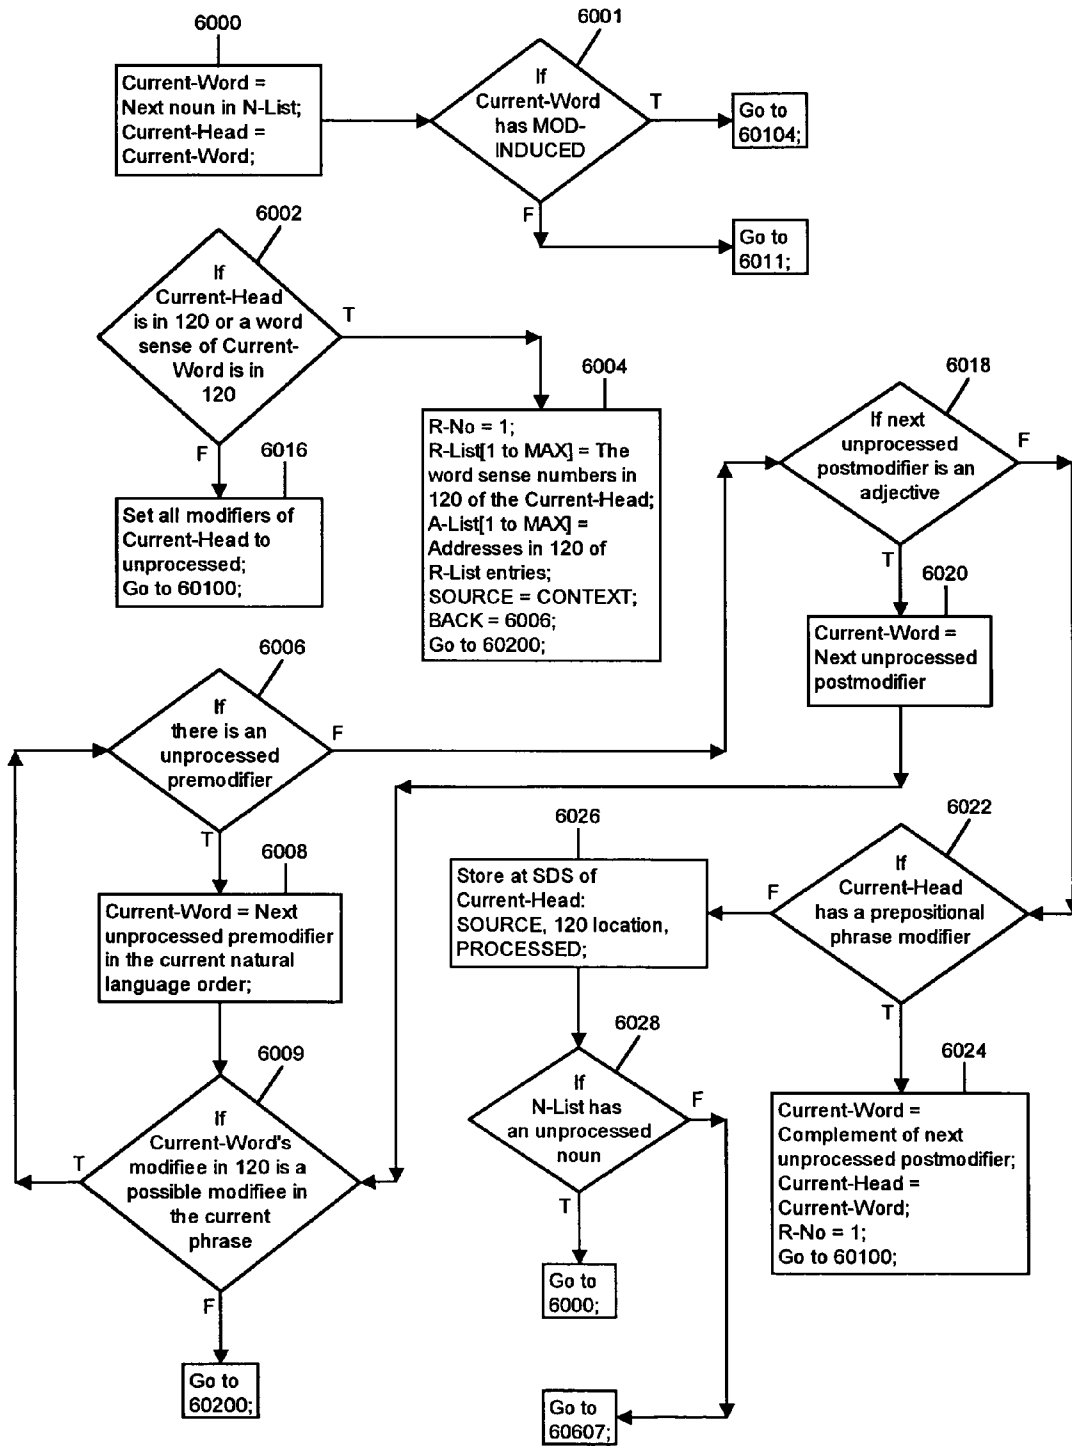 6000
Current-Word =
Next noun in N-List;
Current-Head =
Current-Word;
6001
If
Current-Word
has MOD-
INDUCED
T
Go to
60104;
F
Go to
6011;
6002
If
Current-Head
is in 120 or a word
sense of Current-
Word is in
120
T
F
6004
R-No = 1;
R-List[1 to MAX] = The
word sense numbers in
120 of the Current-Head;
A-List[1 to MAX] =
Addresses in 120 of
R-List entries;
SOURCE = CONTEXT;
BACK = 6006;
Go to 60200;
6016
Set all modifiers of
Current-Head to
unprocessed;
Go to 60100;
6018
If next
unprocessed
postmodifier is an
adjective
F
T
6020
Current-Word =
Next unprocessed
postmodifier
6006
If
there is an
unprocessed
premodifier
F
T
6008
Current-Word = Next
unprocessed premodifier
in the current natural
language order;
6009
If
Current-Word's
modifiee in 120 is a
possible modifiee in
the current
phrase
T
F
Go to
60200;
6022
If
Current-Head
has a prepositional
phrase modifier
F
T
6026
Store at SDS of
Current-Head:
SOURCE, 120 location,
PROCESSED;
6028
If
N-List has
an unprocessed
noun
F
T
Go to
6000;
Go to
60607;
6024
Current-Word =
Complement of next
unprocessed postmodifier;
Current-Head =
Current-Word;
R-No = 1;
Go to 60100;